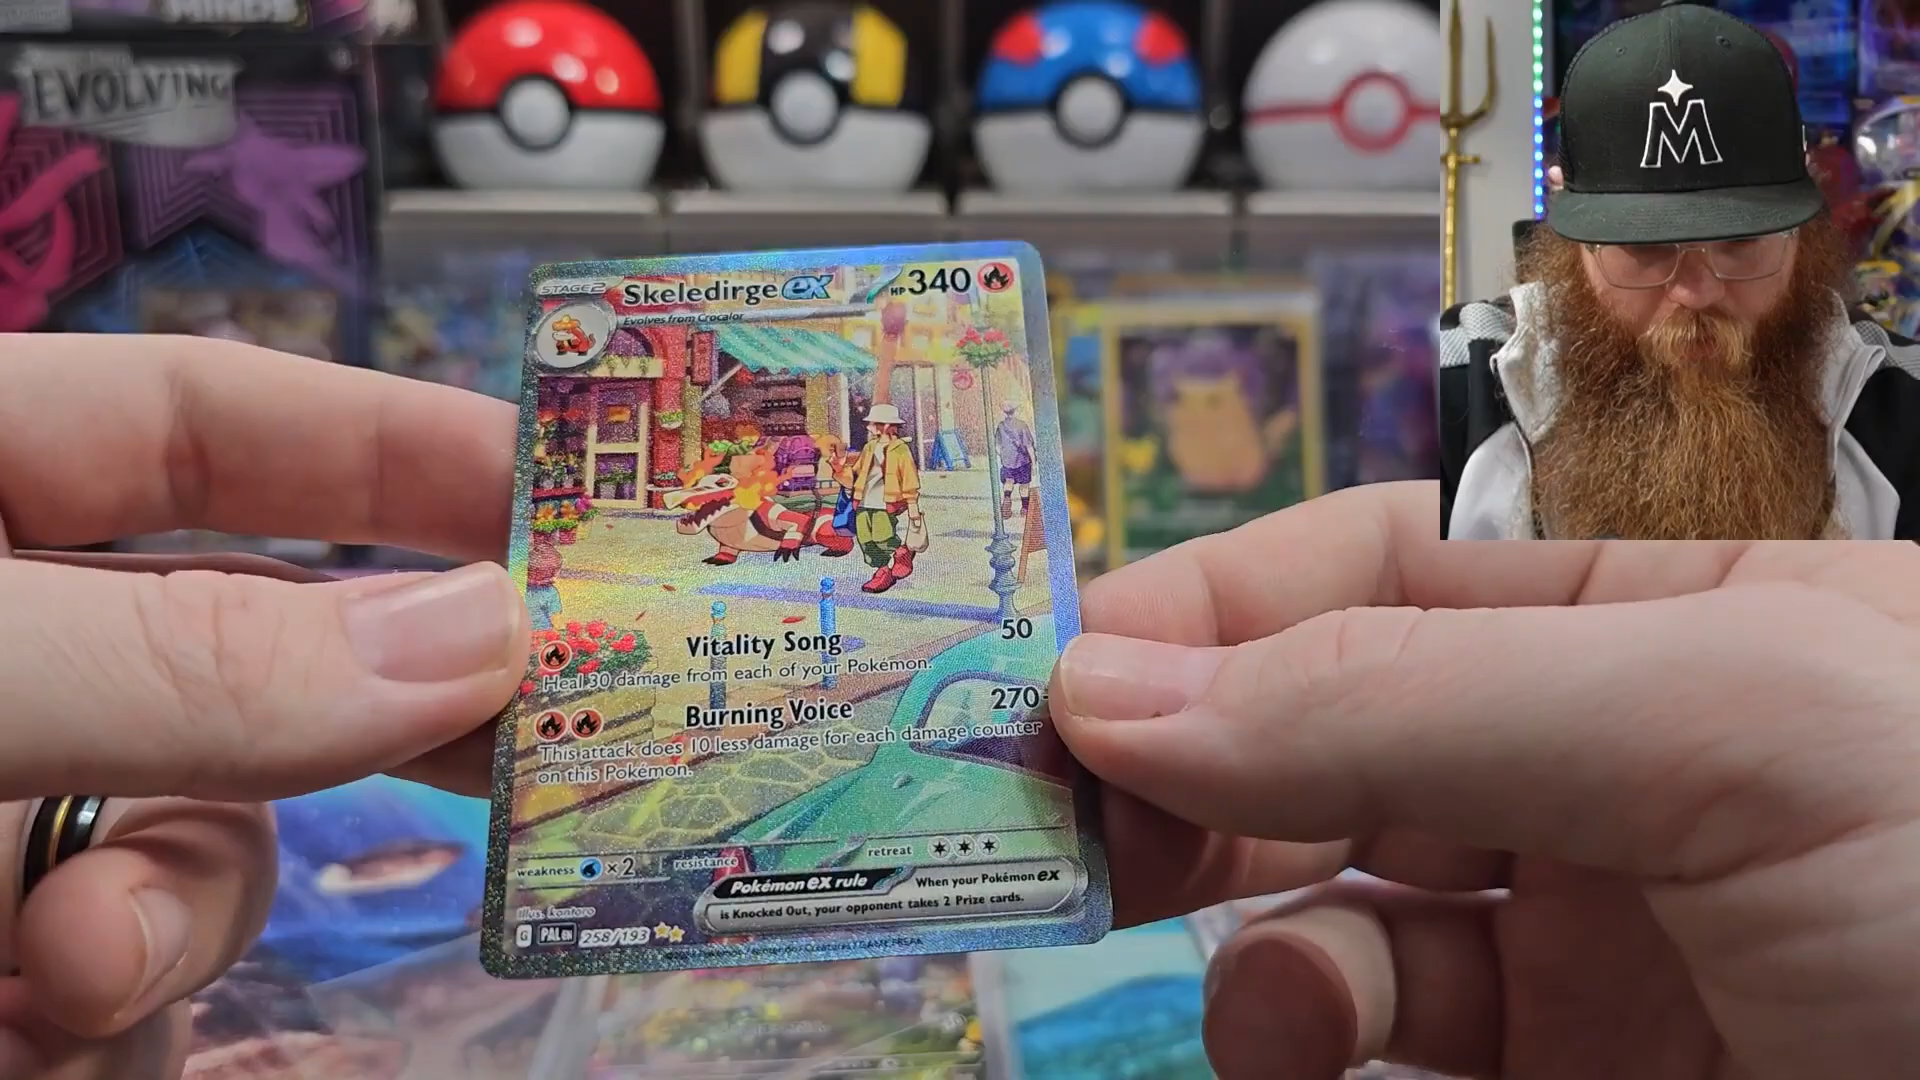 MINDS
EVOLVING
M
STAGE 2
Skeledirge ex
HP 340
Evolves from Crocalor
Vitality Song
50
Heal 30 damage from each of your Pokémon.
Burning Voice
270-
This attack does 10 less damage for each damage counter
on this Pokémon.
weakness ×2
resistance
retreat
Pokémon ex rule
When your Pokémon ex
is Knocked Out, your opponent takes 2 Prize cards.
Illus. kantaro
G PAL EN 258/193